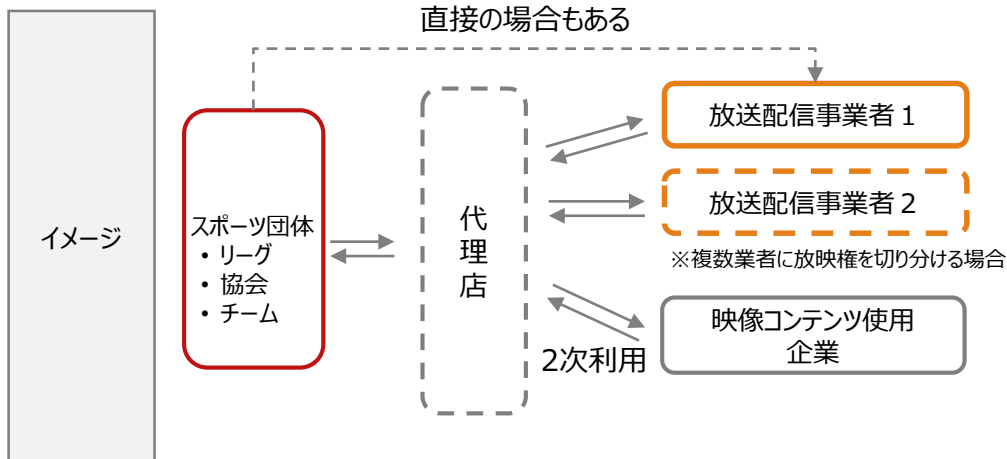 直接の場合もある
イメージ
スポーツ団体
・ リーグ
・ 協会
・ チーム
代
理
店
放送配信事業者1
放送配信事業者2
※複数業者に放映権を切り分ける場合
映像コンテンツ使用
企業
2次利用